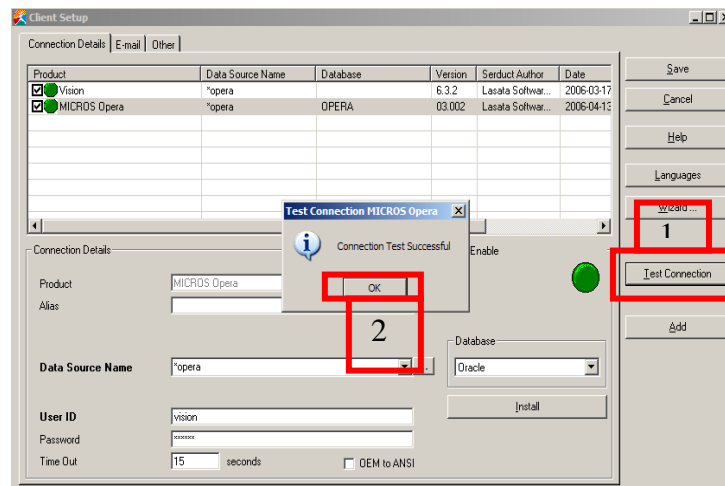 Client Setup
Connection Details E-mail Other
Product Data Source Name Database Version Serduct Author Date
Vision *opera 6.3.2 Lasata Softwar... 2006-03-17
MICROS Opera *opera OPERA 03.002 Lasata Softwar... 2006-04-13
Save
Cancel
Help
Languages
Wizard ...
1
Test Connection
Add
Test Connection MICROS Opera
Connection Test Successful
OK
2
Connection Details
Enable
Product MICROS Opera
Alias
Data Source Name *opera ...
Database
Oracle
Install
User ID vision
Password xxxxxx
Time Out 15 seconds OEM to ANSI